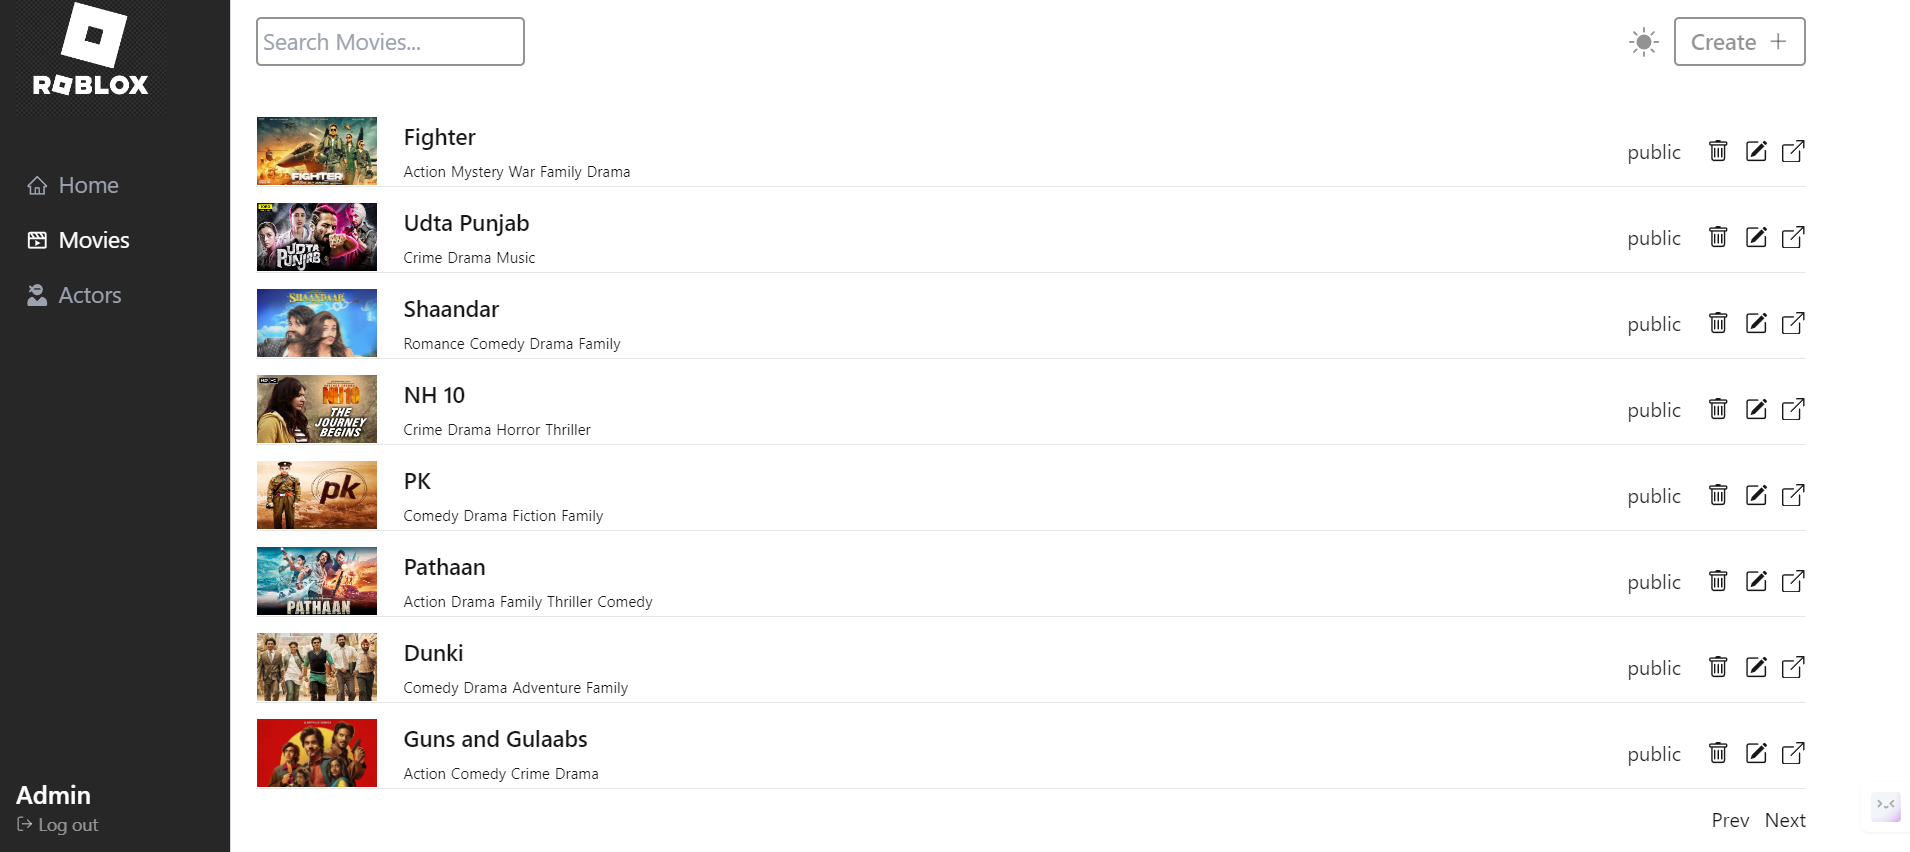 ROBLOX
Search Movies...
Create
Home
Movies
Actors
FIGHTER
Fighter
Action Mystery War Family Drama
public
UDTA
PUNJAB
Udta Punjab
Crime Drama Music
public
SHAANDAAR
Shaandar
Romance Comedy Drama Family
public
HD
NH10
THE
JOURNEY
BEGINS
NH 10
Crime Drama Horror Thriller
public
pk
PK
Comedy Drama Fiction Family
public
PATHAAN
Pathaan
Action Drama Family Thriller Comedy
public
Dunki
Comedy Drama Adventure Family
public
Guns and Gulaabs
Action Comedy Crime Drama
public
Admin
Log out
Prev Next